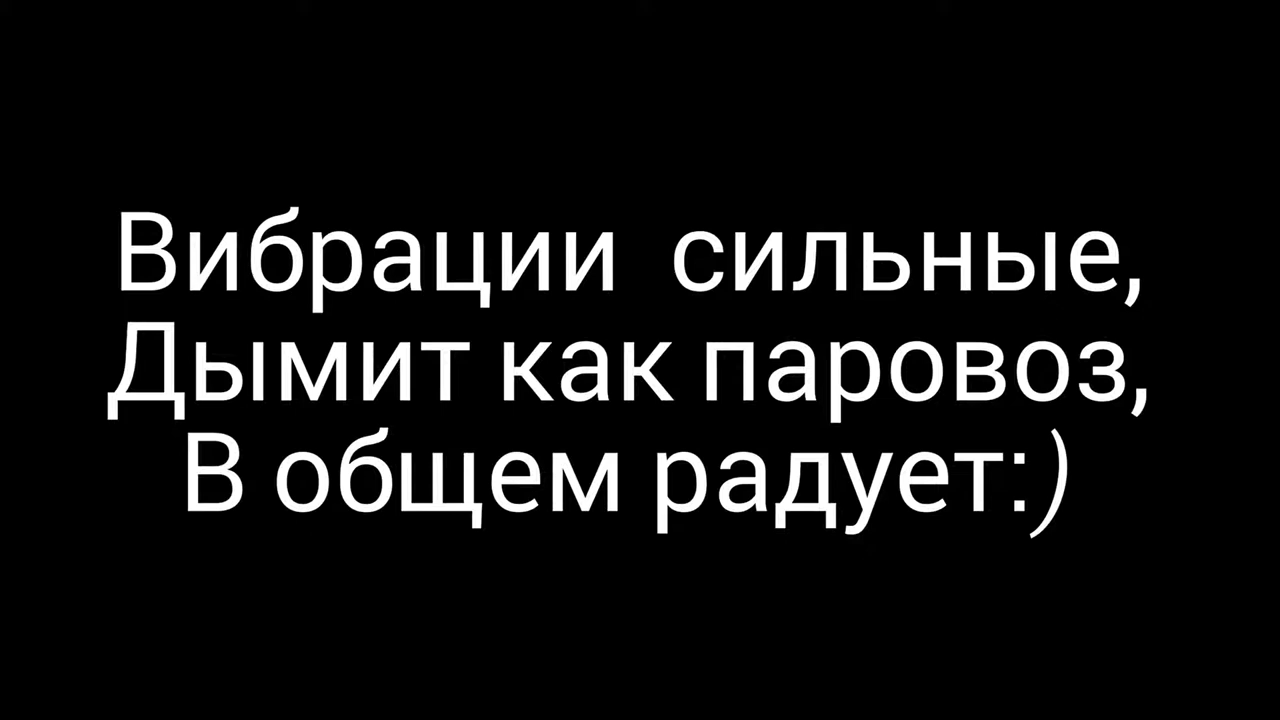 Вибрации  сильные,
Дымит как паровоз,
В общем радует:)